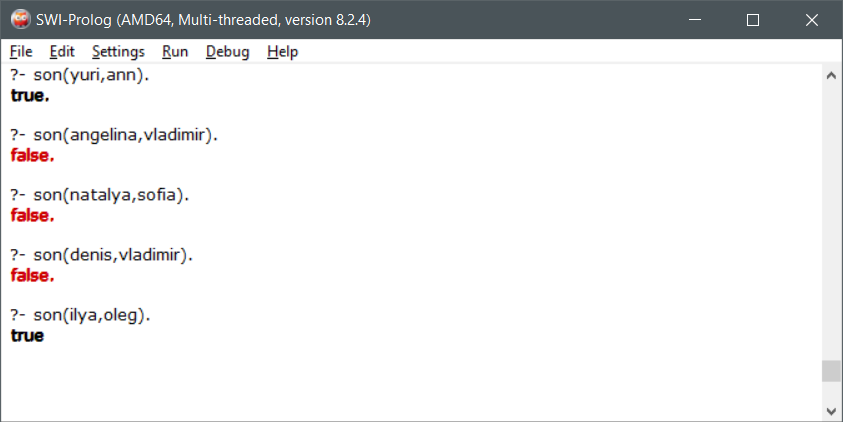 SWI-Prolog (AMD64, Multi-threaded, version 8.2.4)
File Edit Settings Run Debug Help
?- son(yuri,ann).
true.
?- son(angelina,vladimir).
false.
?- son(natalya,sofia).
false.
?- son(denis,vladimir).
false.
?- son(ilya,oleg).
true